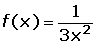 f(x) = 1/(3x²)